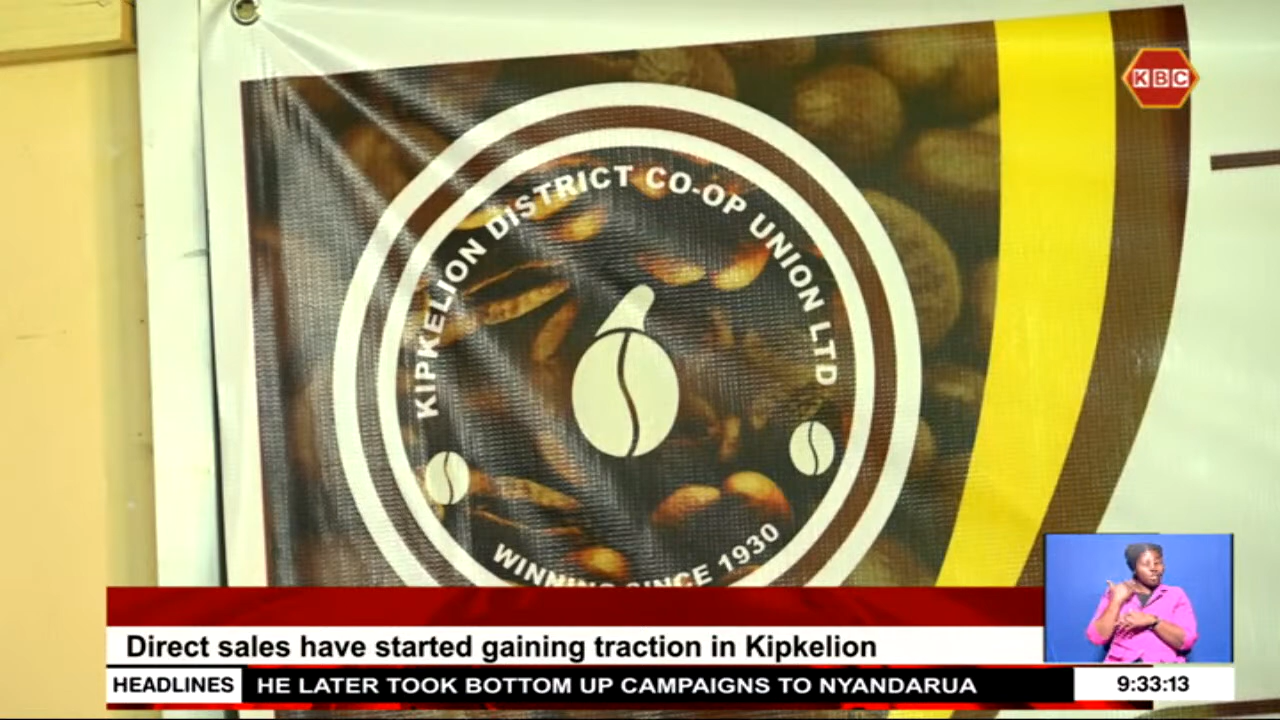 KBC
KIPKELION DISTRICT CO-OP UNION LTD
WINNING SINCE 1930
Direct sales have started gaining traction in Kipkelion
HEADLINES HE LATER TOOK BOTTOM UP CAMPAIGNS TO NYANDARUA 9:33:13